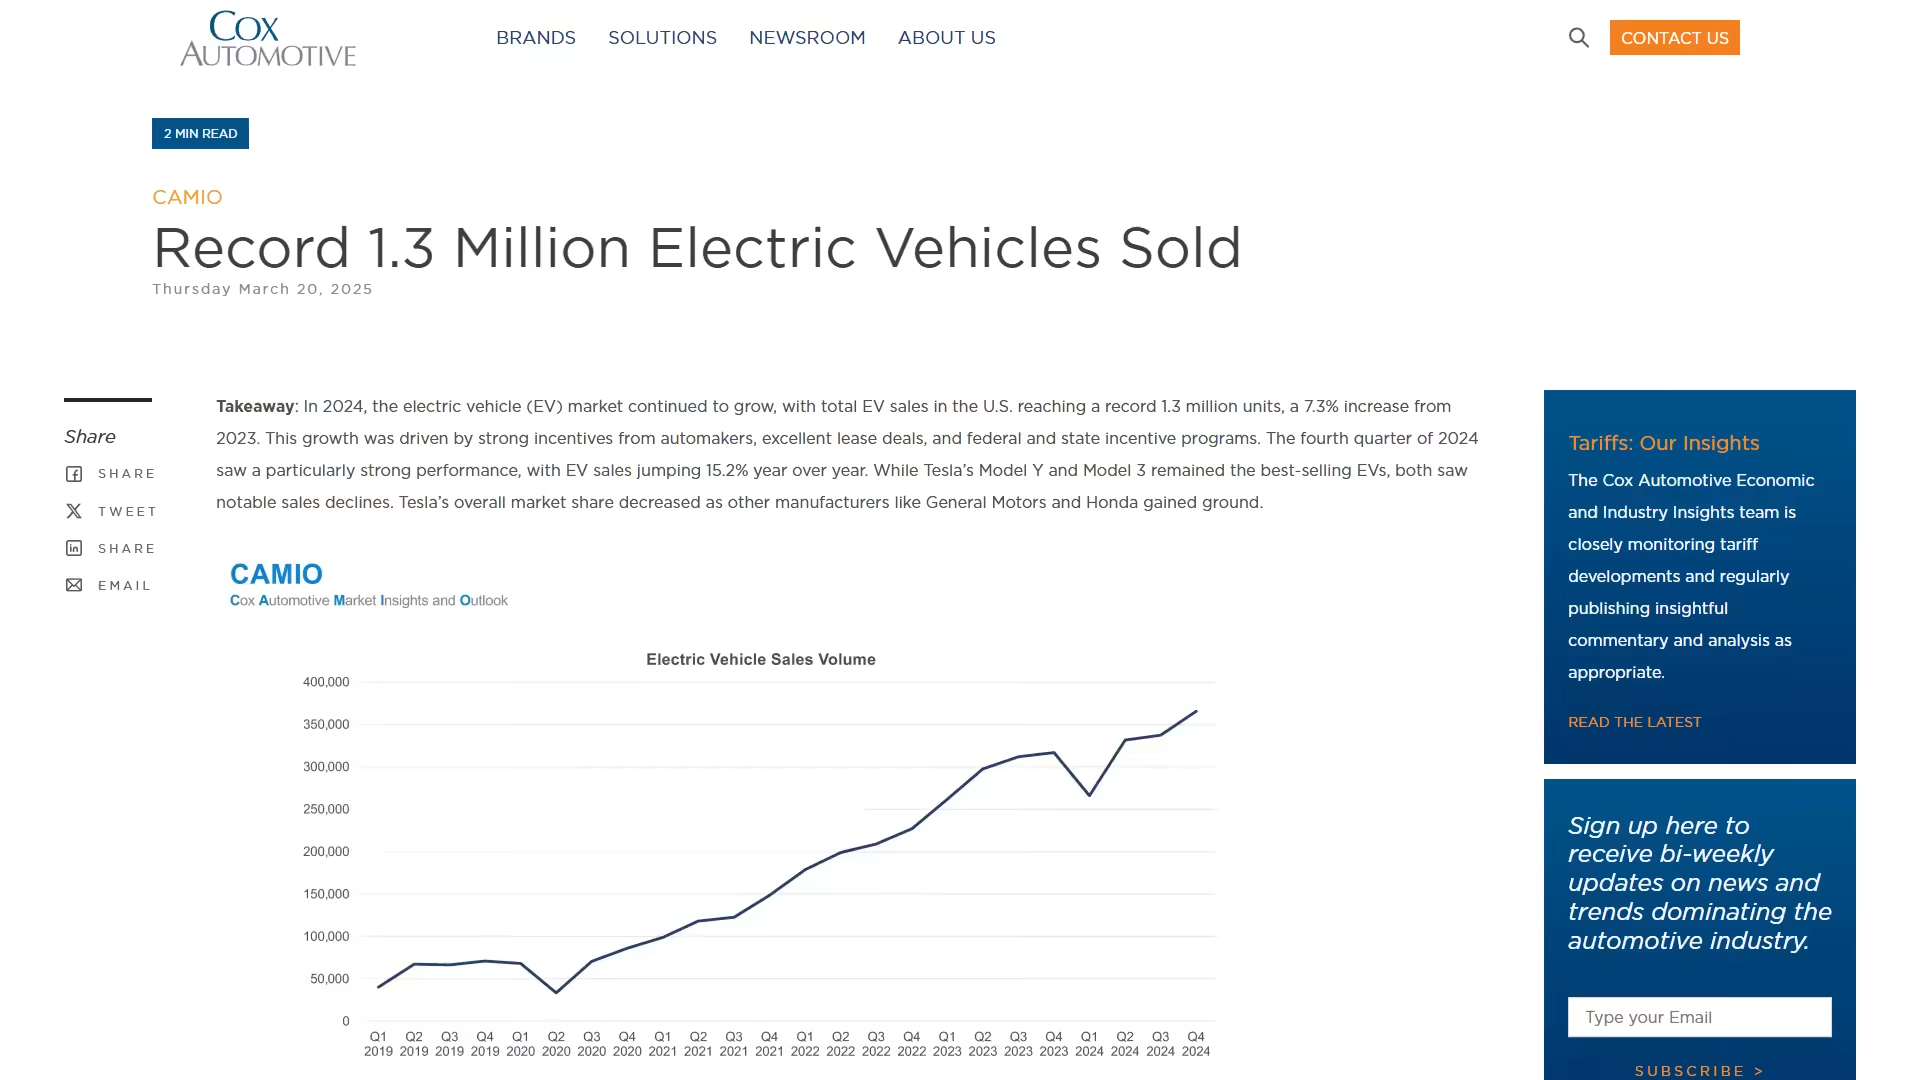 COX
AUTOMOTIVE
BRANDS SOLUTIONS NEWSROOM ABOUT US
CONTACT US
2 MIN READ
CAMIO
Record 1.3 Million Electric Vehicles Sold
Thursday March 20, 2025
Share
SHARE
TWEET
SHARE
EMAIL
Takeaway: In 2024, the electric vehicle (EV) market continued to grow, with total EV sales in the U.S. reaching a record 1.3 million units, a 7.3% increase from
2023. This growth was driven by strong incentives from automakers, excellent lease deals, and federal and state incentive programs. The fourth quarter of 2024
saw a particularly strong performance, with EV sales jumping 15.2% year over year. While Tesla’s Model Y and Model 3 remained the best-selling EVs, both saw
notable sales declines. Tesla’s overall market share decreased as other manufacturers like General Motors and Honda gained ground.
CAMIO
Cox Automotive Market Insights and Outlook
Electric Vehicle Sales Volume
400,000
350,000
300,000
250,000
200,000
150,000
100,000
50,000
0
Q1 Q2 Q3 Q4 Q1 Q2 Q3 Q4 Q1 Q2 Q3 Q4 Q1 Q2 Q3 Q4 Q1 Q2 Q3 Q4 Q1 Q2 Q3 Q4
2019 2019 2019 2019 2020 2020 2020 2020 2021 2021 2021 2021 2022 2022 2022 2022 2023 2023 2023 2023 2024 2024 2024 2024
Tariffs: Our Insights
The Cox Automotive Economic
and Industry Insights team is
closely monitoring tariff
developments and regularly
publishing insightful
commentary and analysis as
appropriate.
READ THE LATEST
Sign up here to
receive bi-weekly
updates on news and
trends dominating the
automotive industry.
Type your Email
SUBSCRIBE >